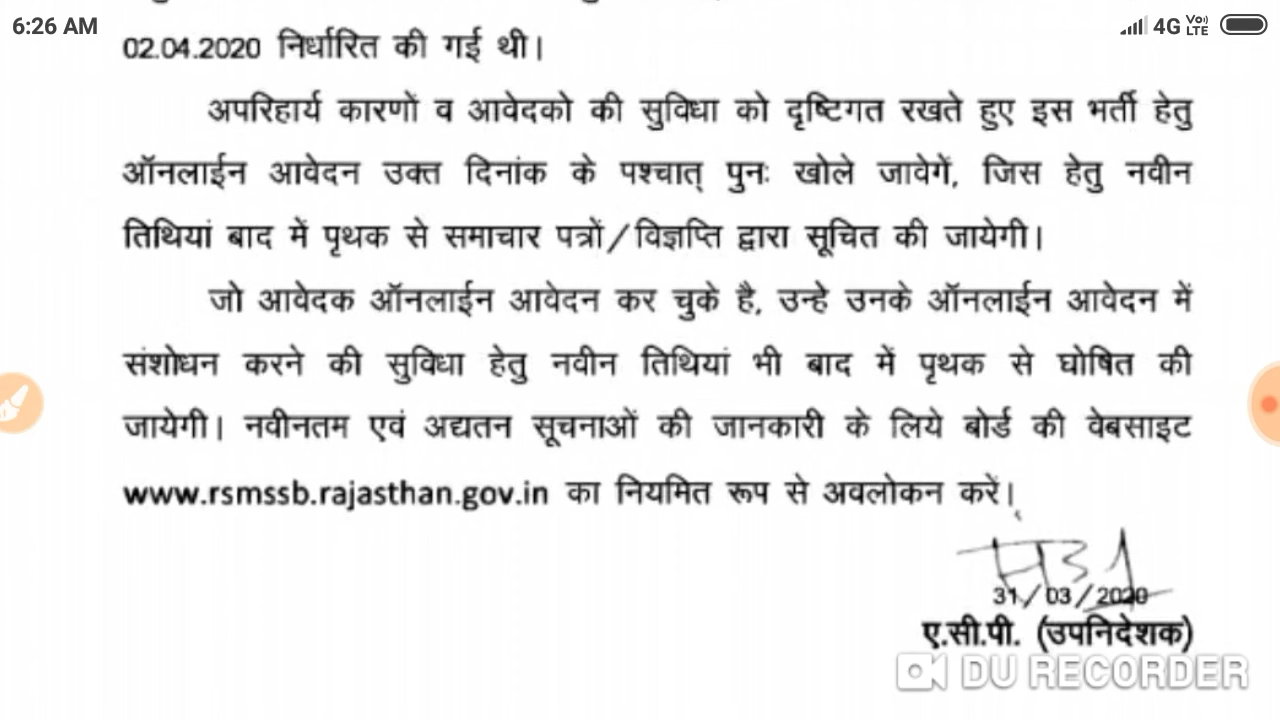 6:26 AM
4G Vo)) LTE
02.04.2020 निर्धारित की गई थी।
अपरिहार्य कारणों व आवेदको की सुविधा को दृष्टिगत रखते हुए इस भर्ती हेतु
ऑनलाईन आवेदन उक्त दिनांक के पश्चात् पुनः खोले जावेगें, जिस हेतु नवीन
तिथियां बाद में पृथक से समाचार पत्रों/विज्ञप्ति द्वारा सूचित की जायेगी।
जो आवेदक ऑनलाईन आवेदन कर चुके है, उन्हे उनके ऑनलाईन आवेदन में
संशोधन करने की सुविधा हेतु नवीन तिथियां भी बाद में पृथक से घोषित की
जायेगी। नवीनतम एवं अद्यतन सूचनाओं की जानकारी के लिये बोर्ड की वेबसाइट
www.rsmssb.rajasthan.gov.in का नियमित रूप से अवलोकन करें।
31/03/2020
ए.सी.पी. (उपनिदेशक)
DU RECORDER